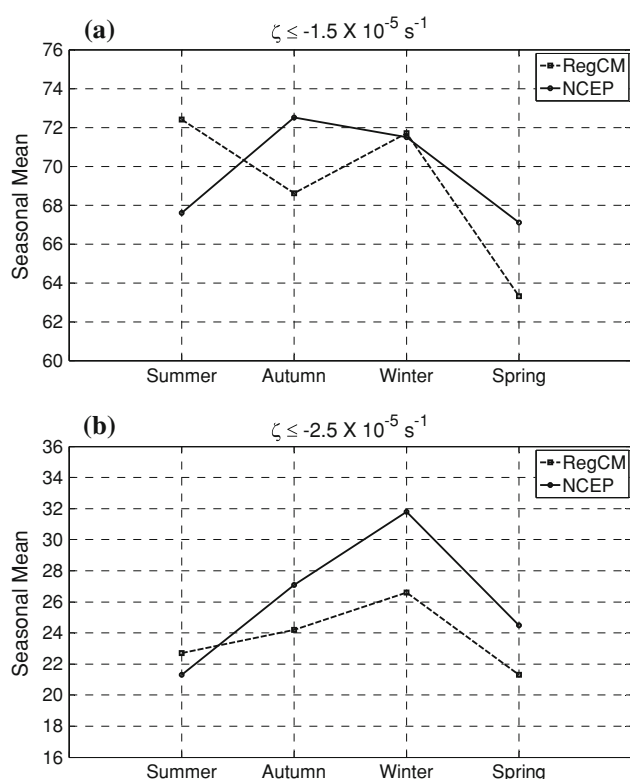 (a)
ζ ≤ -1.5 X 10⁻⁵ s⁻¹
76
74
72
70
68
66
64
62
60
Seasonal Mean
RegCM
NCEP
Summer Autumn Winter Spring
(b)
ζ ≤ -2.5 X 10⁻⁵ s⁻¹
36
34
32
30
28
26
24
22
21
20
18
16
Seasonal Mean
RegCM
NCEP
Summer Autumn Winter Spring